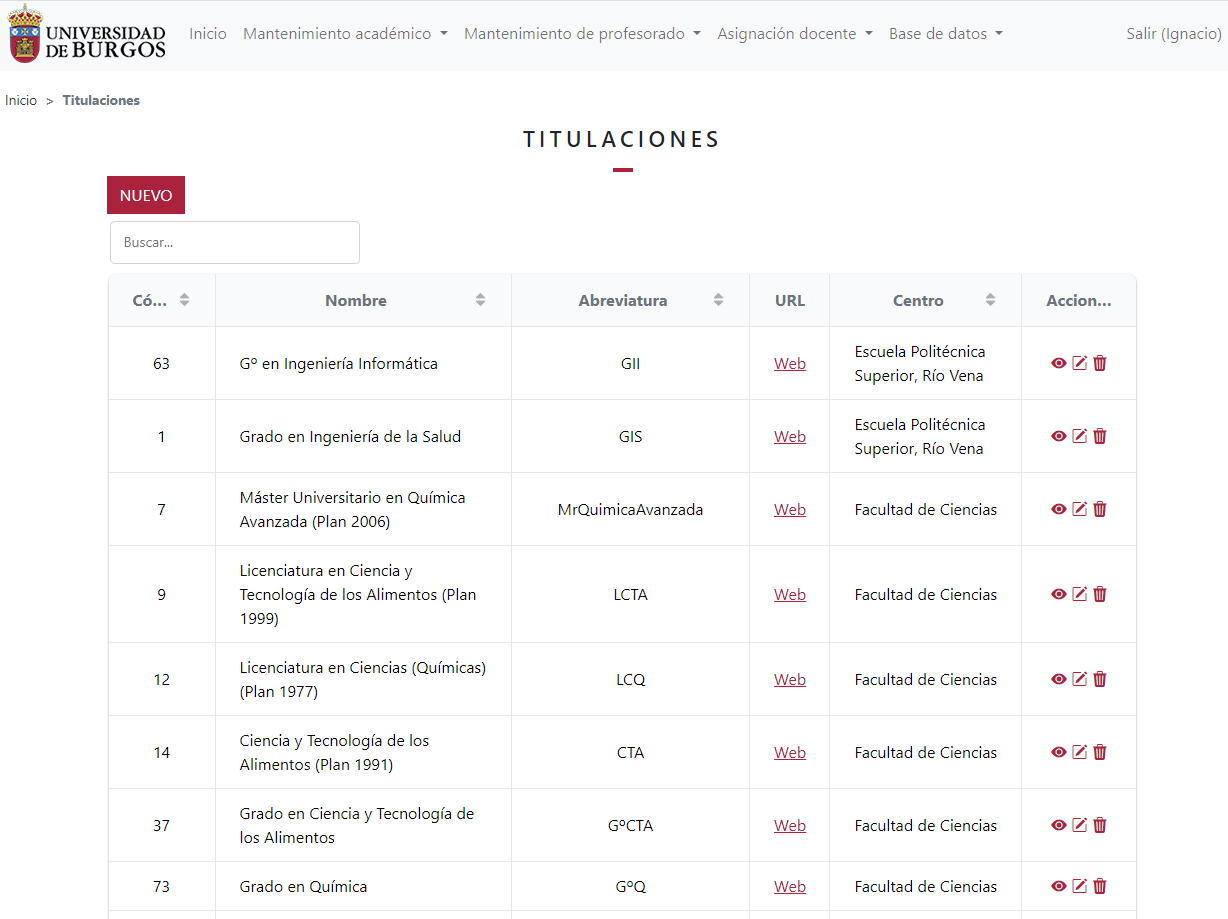 UNIVERSIDAD
DE BURGOS
Inicio Mantenimiento académico Mantenimiento de profesorado Asignación docente Base de datos Salir (Ignacio)
Inicio > Titulaciones
TITULACIONES
NUEVO
Buscar...
Có... Nombre Abreviatura URL Centro Accion...
63 Gº en Ingeniería Informática GII Web Escuela Politécnica
Superior, Río Vena
1 Grado en Ingeniería de la Salud GIS Web Escuela Politécnica
Superior, Río Vena
7 Máster Universitario en Química
Avanzada (Plan 2006) MrQuimicaAvanzada Web Facultad de Ciencias
9 Licenciatura en Ciencia y
Tecnología de los Alimentos (Plan
1999) LCTA Web Facultad de Ciencias
12 Licenciatura en Ciencias (Químicas)
(Plan 1977) LCQ Web Facultad de Ciencias
14 Ciencia y Tecnología de los
Alimentos (Plan 1991) CTA Web Facultad de Ciencias
37 Grado en Ciencia y Tecnología de
los Alimentos GºCTA Web Facultad de Ciencias
73 Grado en Química GºQ Web Facultad de Ciencias